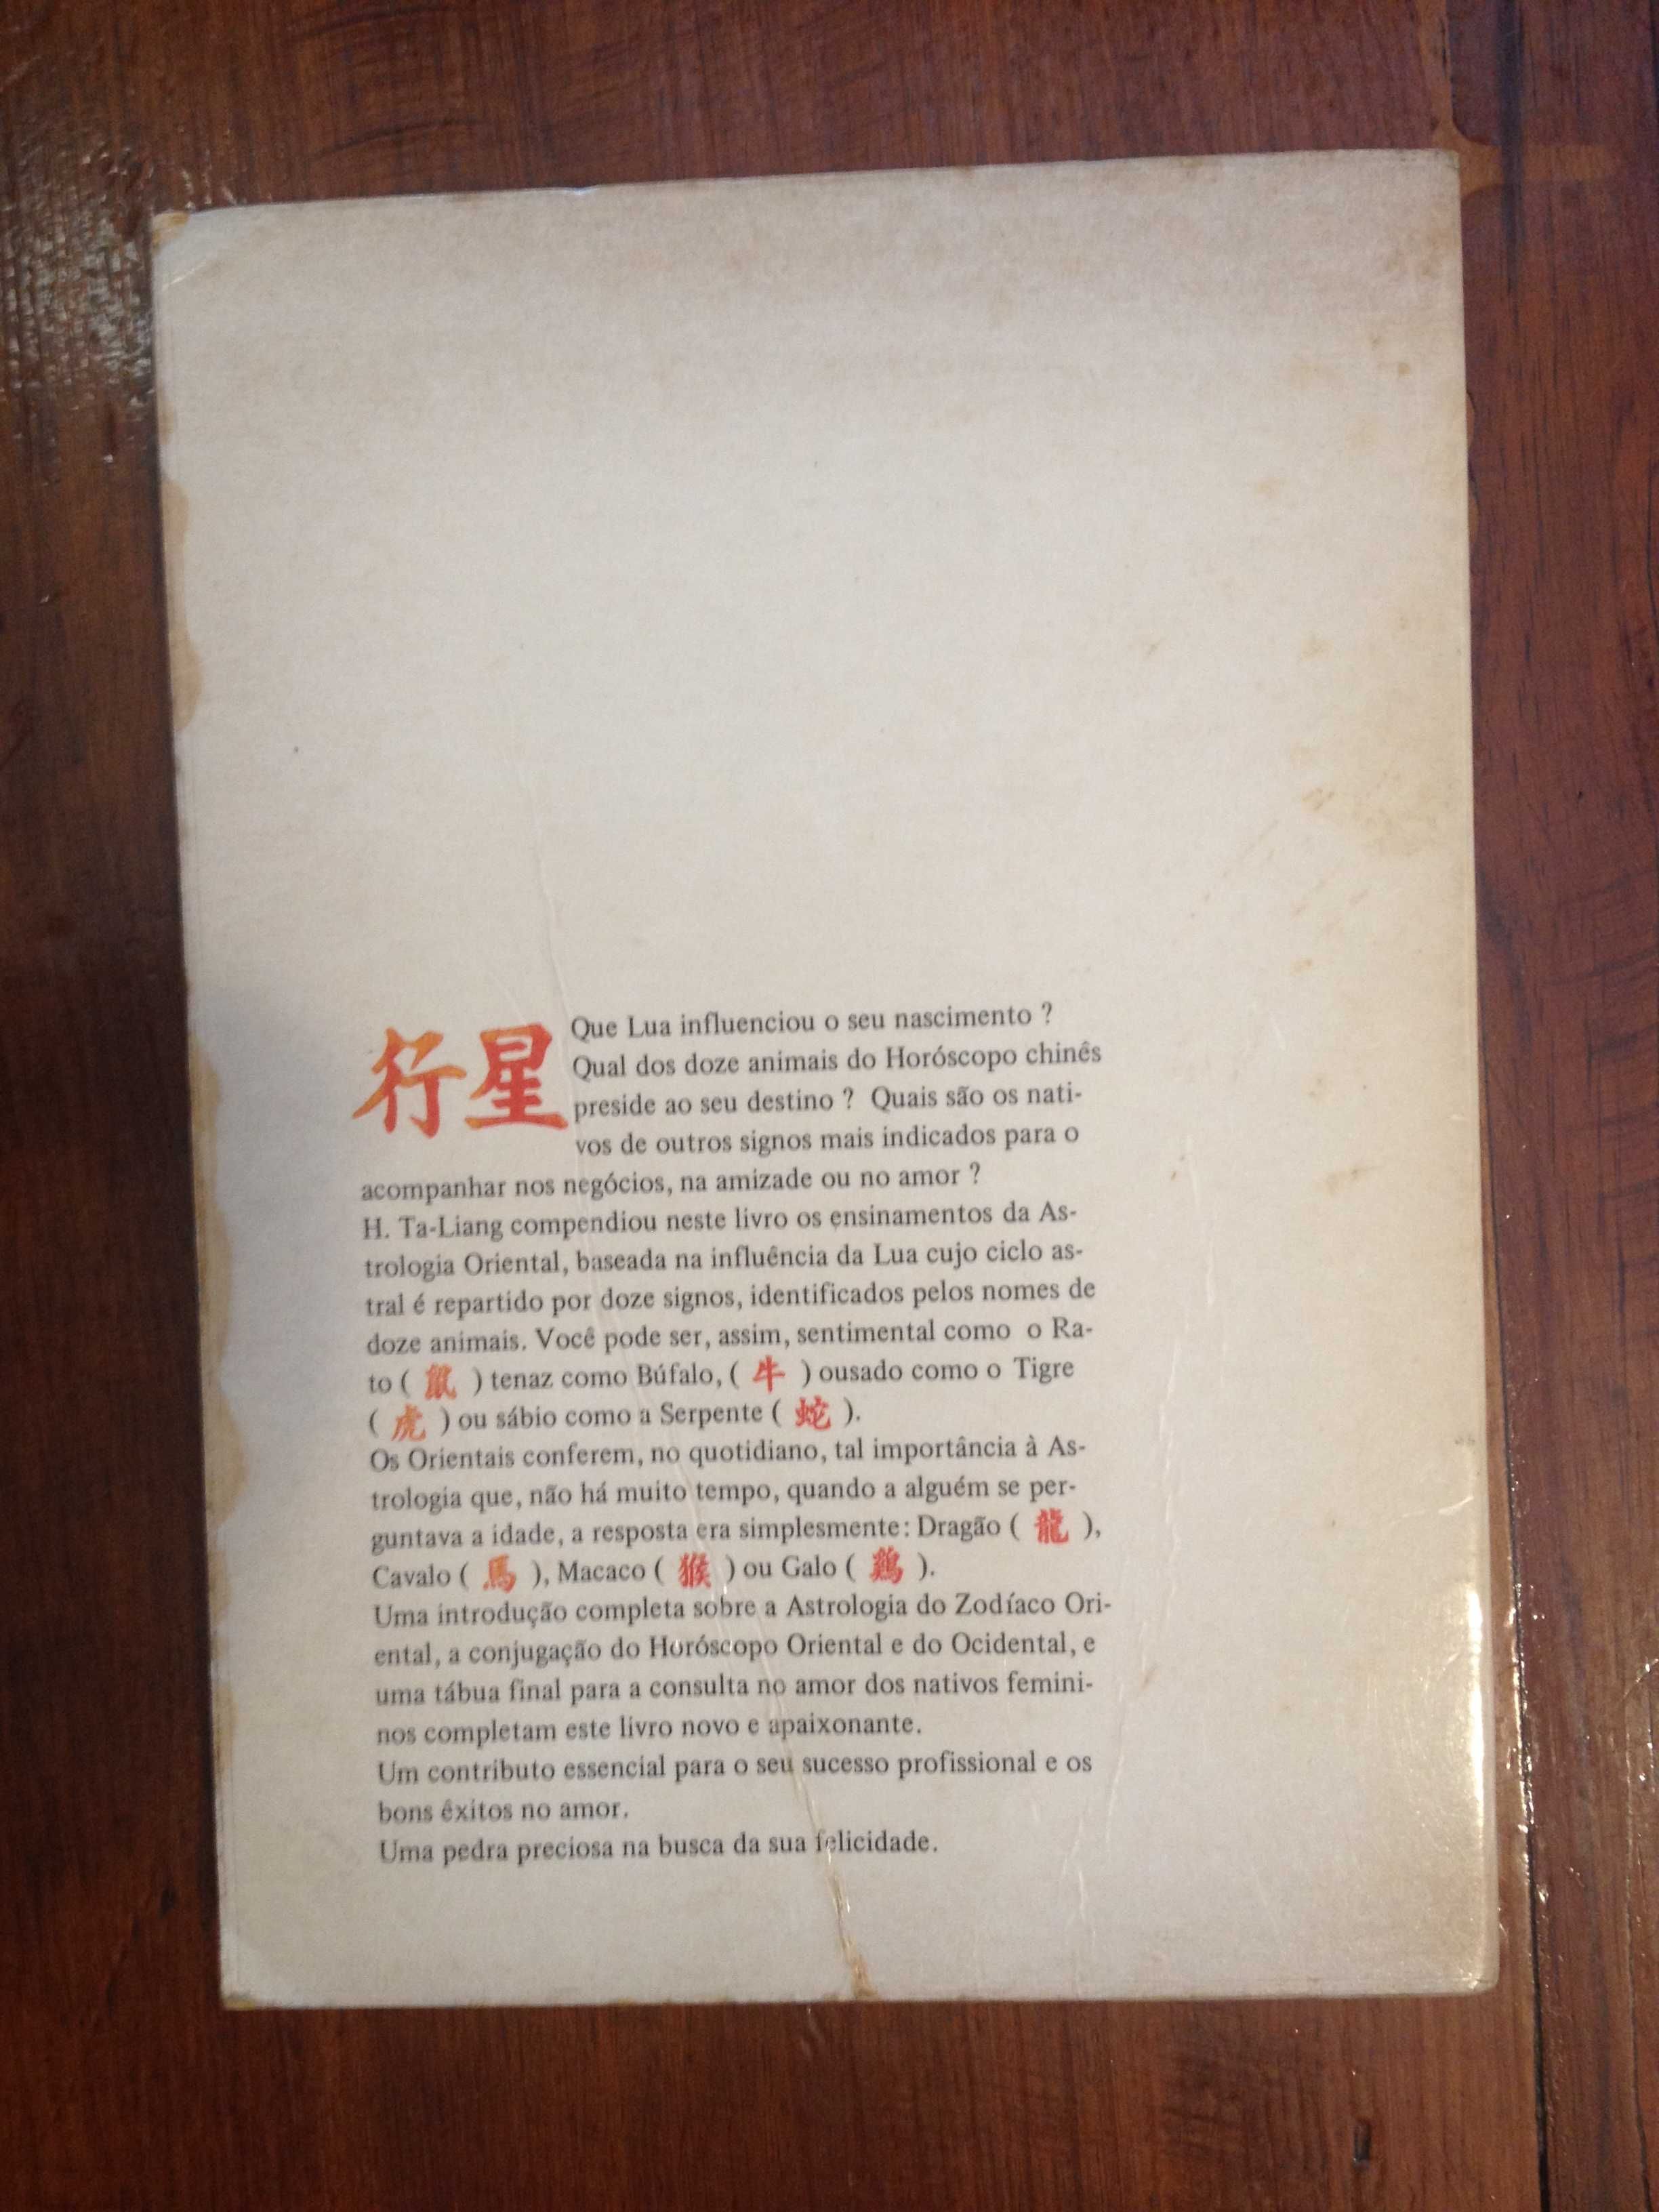 行星
Que Lua influenciou o seu nascimento ?
Qual dos doze animais do Horóscopo chinês
preside ao seu destino ? Quais são os nati-
vos de outros signos mais indicados para o
acompanhar nos negócios, na amizade ou no amor ?
H. Ta-Liang compendiou neste livro os ensinamentos da As-
trologia Oriental, baseada na influência da Lua cujo ciclo as-
tral é repartido por doze signos, identificados pelos nomes de
doze animais. Você pode ser, assim, sentimental como o Ra-
to ( 鼠 ) tenaz como Búfalo, ( 牛 ) ousado como o Tigre
( 虎 ) ou sábio como a Serpente ( 蛇 ).
Os Orientais conferem, no quotidiano, tal importância à As-
trologia que, não há muito tempo, quando a alguém se per-
guntava a idade, a resposta era simplesmente: Dragão ( 龍 ),
Cavalo ( 馬 ), Macaco ( 猴 ) ou Galo ( 鶏 ).
Uma introdução completa sobre a Astrologia do Zodíaco Ori-
ental, a conjugação do Horóscopo Oriental e do Ocidental, e
uma tábua final para a consulta no amor dos nativos femini-
nos completam este livro novo e apaixonante.
Um contributo essencial para o seu sucesso profissional e os
bons êxitos no amor.
Uma pedra preciosa na busca da sua felicidade.